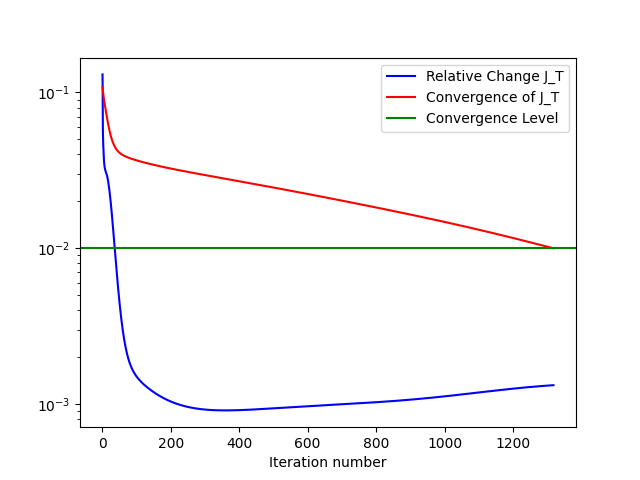 Relative Change J_T
Convergence of J_T
Convergence Level
10⁻¹
10⁻²
10⁻³
0 200 400 600 800 1000 1200
Iteration number